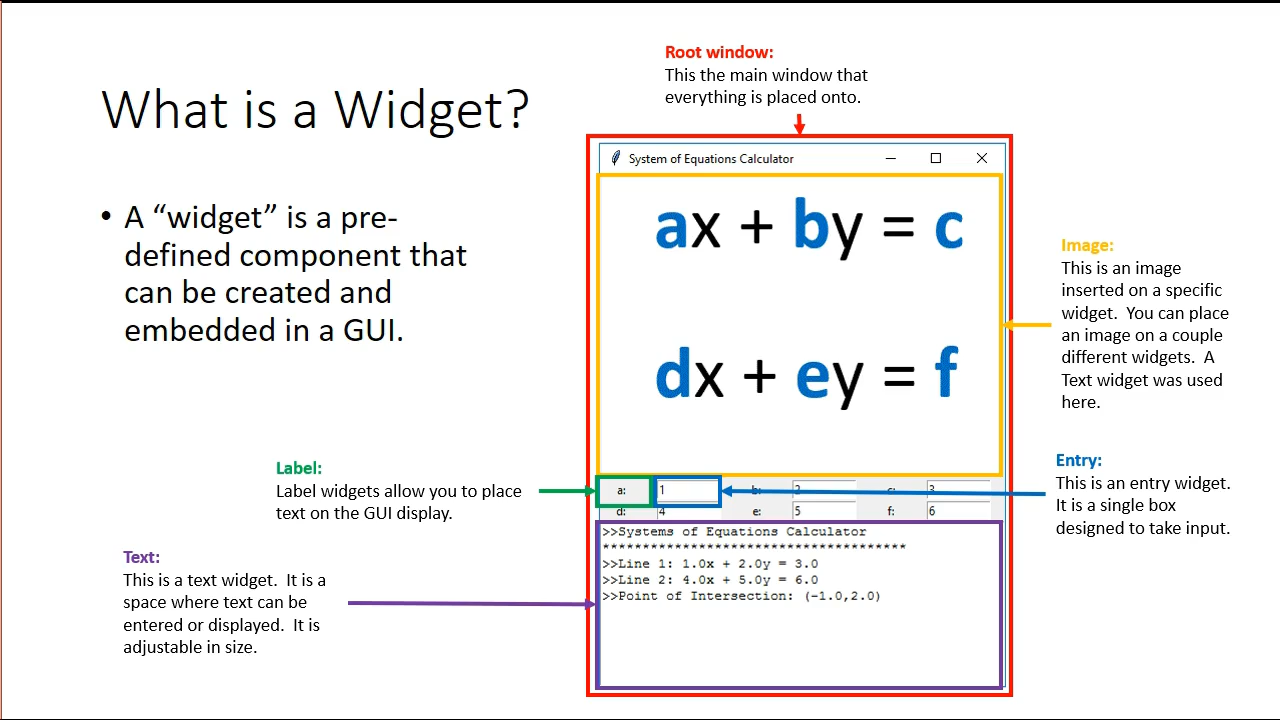 What is a Widget?
• A “widget” is a pre-
defined component that
can be created and
embedded in a GUI.
Root window:
This the main window that
everything is placed onto.
System of Equations Calculator
ax + by = c
dx + ey = f
Image:
This is an image
inserted on a specific
widget. You can place
an image on a couple
different widgets. A
Text widget was used
here.
Label:
Label widgets allow you to place
text on the GUI display.
a: 1 b: 2 c: 3
d: 4 e: 5 f: 6
Entry:
This is an entry widget.
It is a single box
designed to take input.
Text:
This is a text widget. It is a
space where text can be
entered or displayed. It is
adjustable in size.
>>Systems of Equations Calculator
***************************************
>>Line 1: 1.0x + 2.0y = 3.0
>>Line 2: 4.0x + 5.0y = 6.0
>>Point of Intersection: (-1.0,2.0)